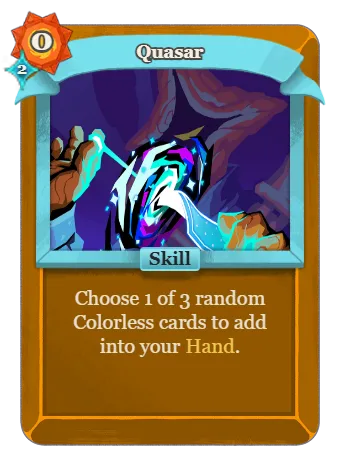 0
2
Quasar
Skill
Choose 1 of 3 random
Colorless cards to add
into your Hand.